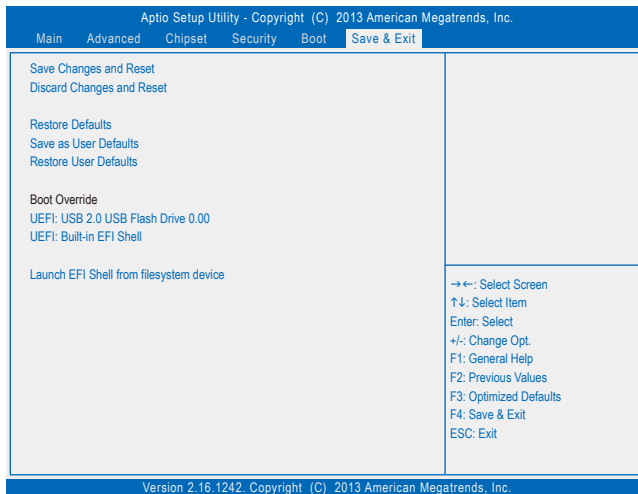 Aptio Setup Utility - Copyright (C) 2013 American Megatrends, Inc.
Main Advanced Chipset Security Boot Save & Exit
Save Changes and Reset
Discard Changes and Reset
Restore Defaults
Save as User Defaults
Restore User Defaults
Boot Override
UEFI: USB 2.0 USB Flash Drive 0.00
UEFI: Built-in EFI Shell
Launch EFI Shell from filesystem device
→←: Select Screen
↑↓: Select Item
Enter: Select
+/-: Change Opt.
F1: General Help
F2: Previous Values
F3: Optimized Defaults
F4: Save & Exit
ESC: Exit
Version 2.16.1242. Copyright (C) 2013 American Megatrends, Inc.